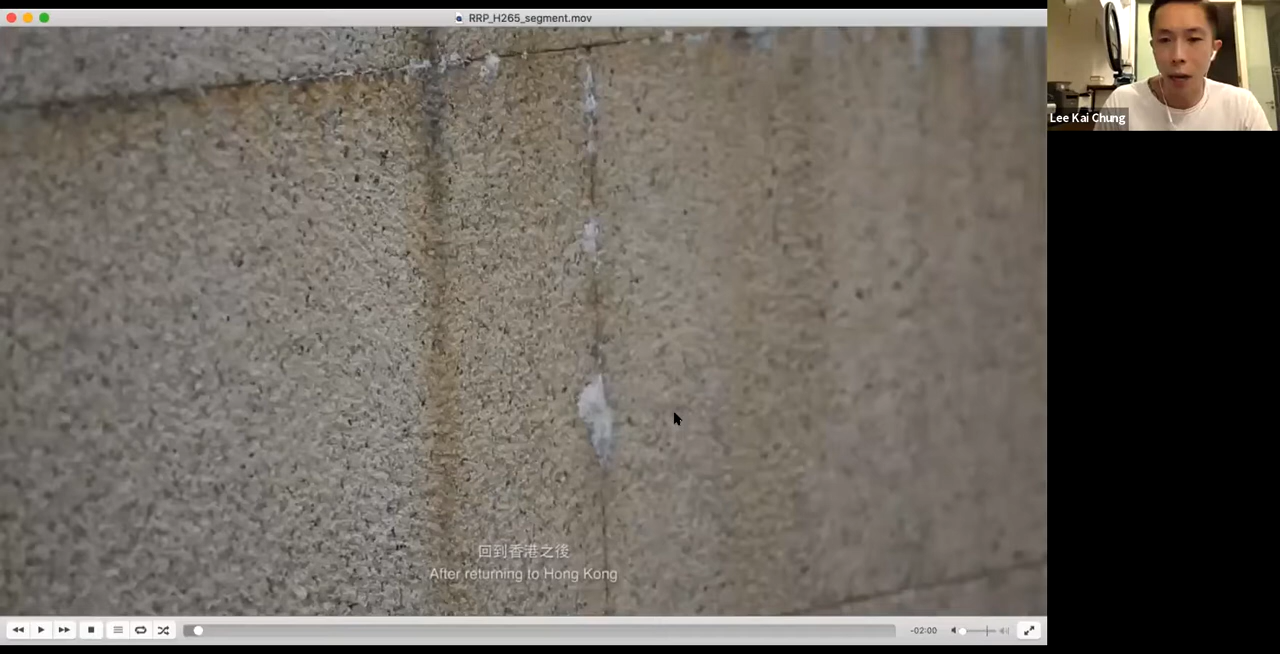 RRP_H265_segment.mov
Lee Kai Chung
回到香港之後
After returning to Hong Kong
-02:00